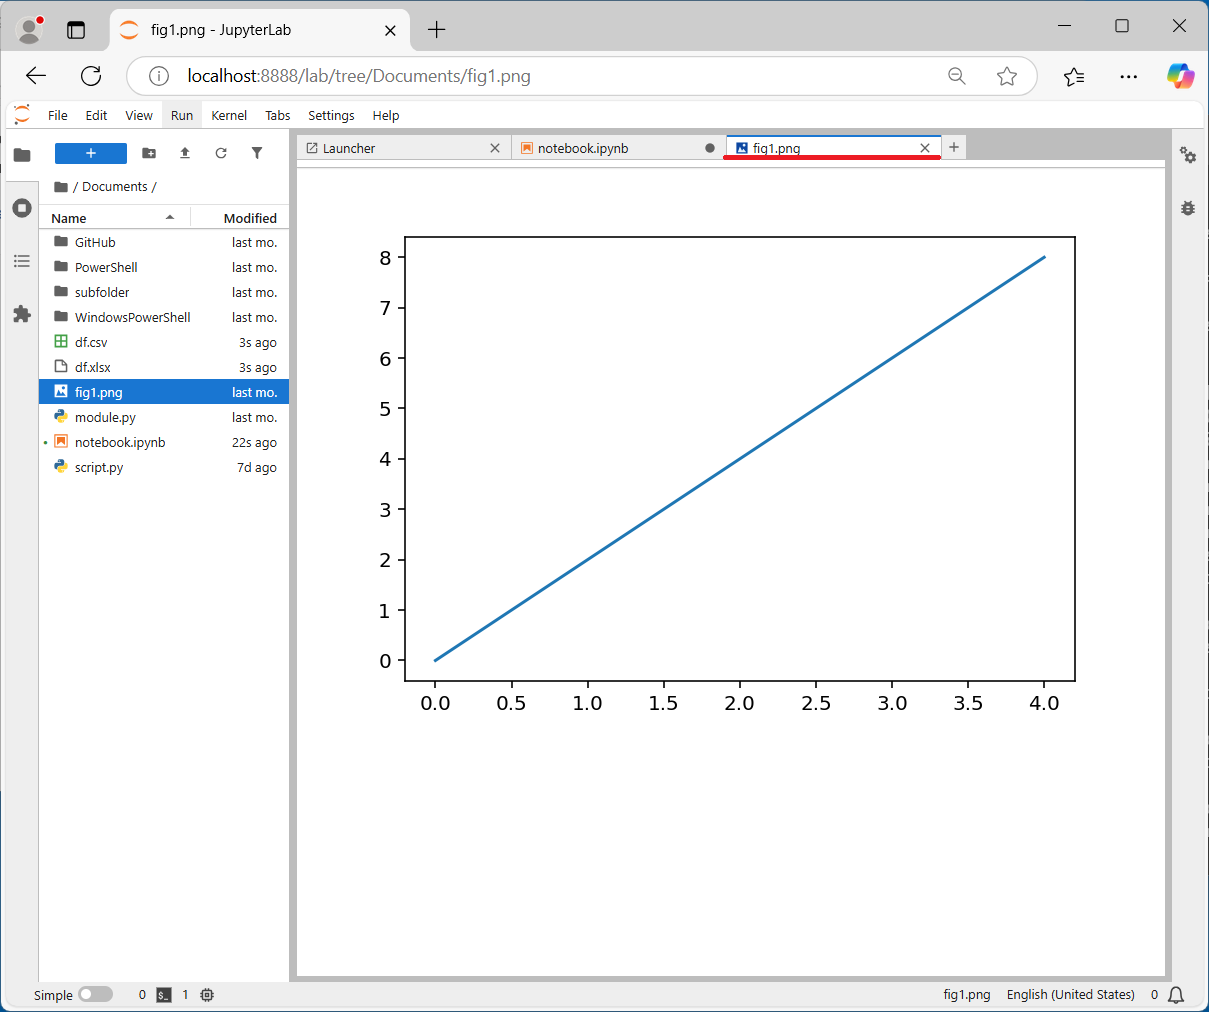 fig1.png - JupyterLab
localhost:8888/lab/tree/Documents/fig1.png
File Edit View Run Kernel Tabs Settings Help
Launcher notebook.ipynb fig1.png
/ Documents /
Name Modified
GitHub last mo.
PowerShell last mo.
subfolder last mo.
WindowsPowerShell last mo.
df.csv 3s ago
df.xlsx 3s ago
fig1.png last mo.
module.py last mo.
notebook.ipynb 22s ago
script.py 7d ago
8
7
6
5
4
3
2
1
0
0.0 0.5 1.0 1.5 2.0 2.5 3.0 3.5 4.0
Simple 0 $_ 1 fig1.png English (United States) 0